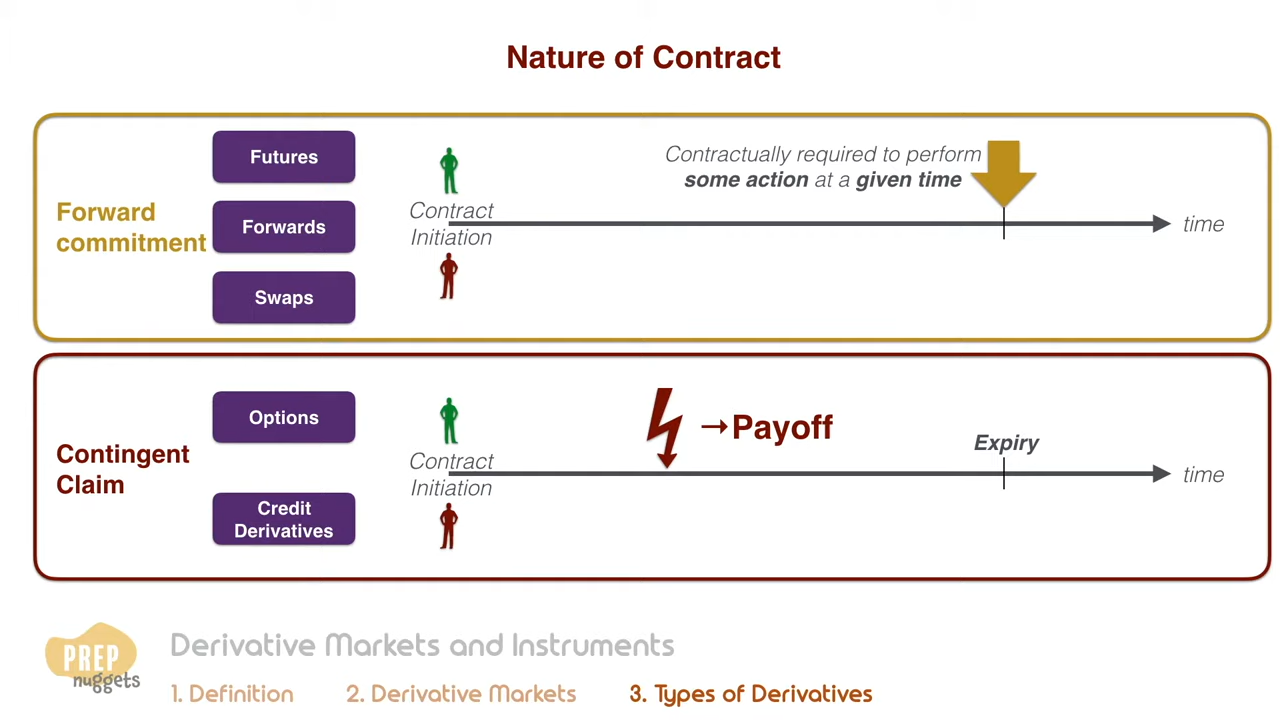 Nature of Contract
Forward
commitment
Futures
Forwards
Swaps
Contract
Initiation
Contractually required to perform
some action at a given time
time
Contingent
Claim
Options
Credit
Derivatives
Contract
Initiation
→Payoff
Expiry
time
PREP
nuggets
Derivative Markets and Instruments
1. Definition 2. Derivative Markets 3. Types of Derivatives